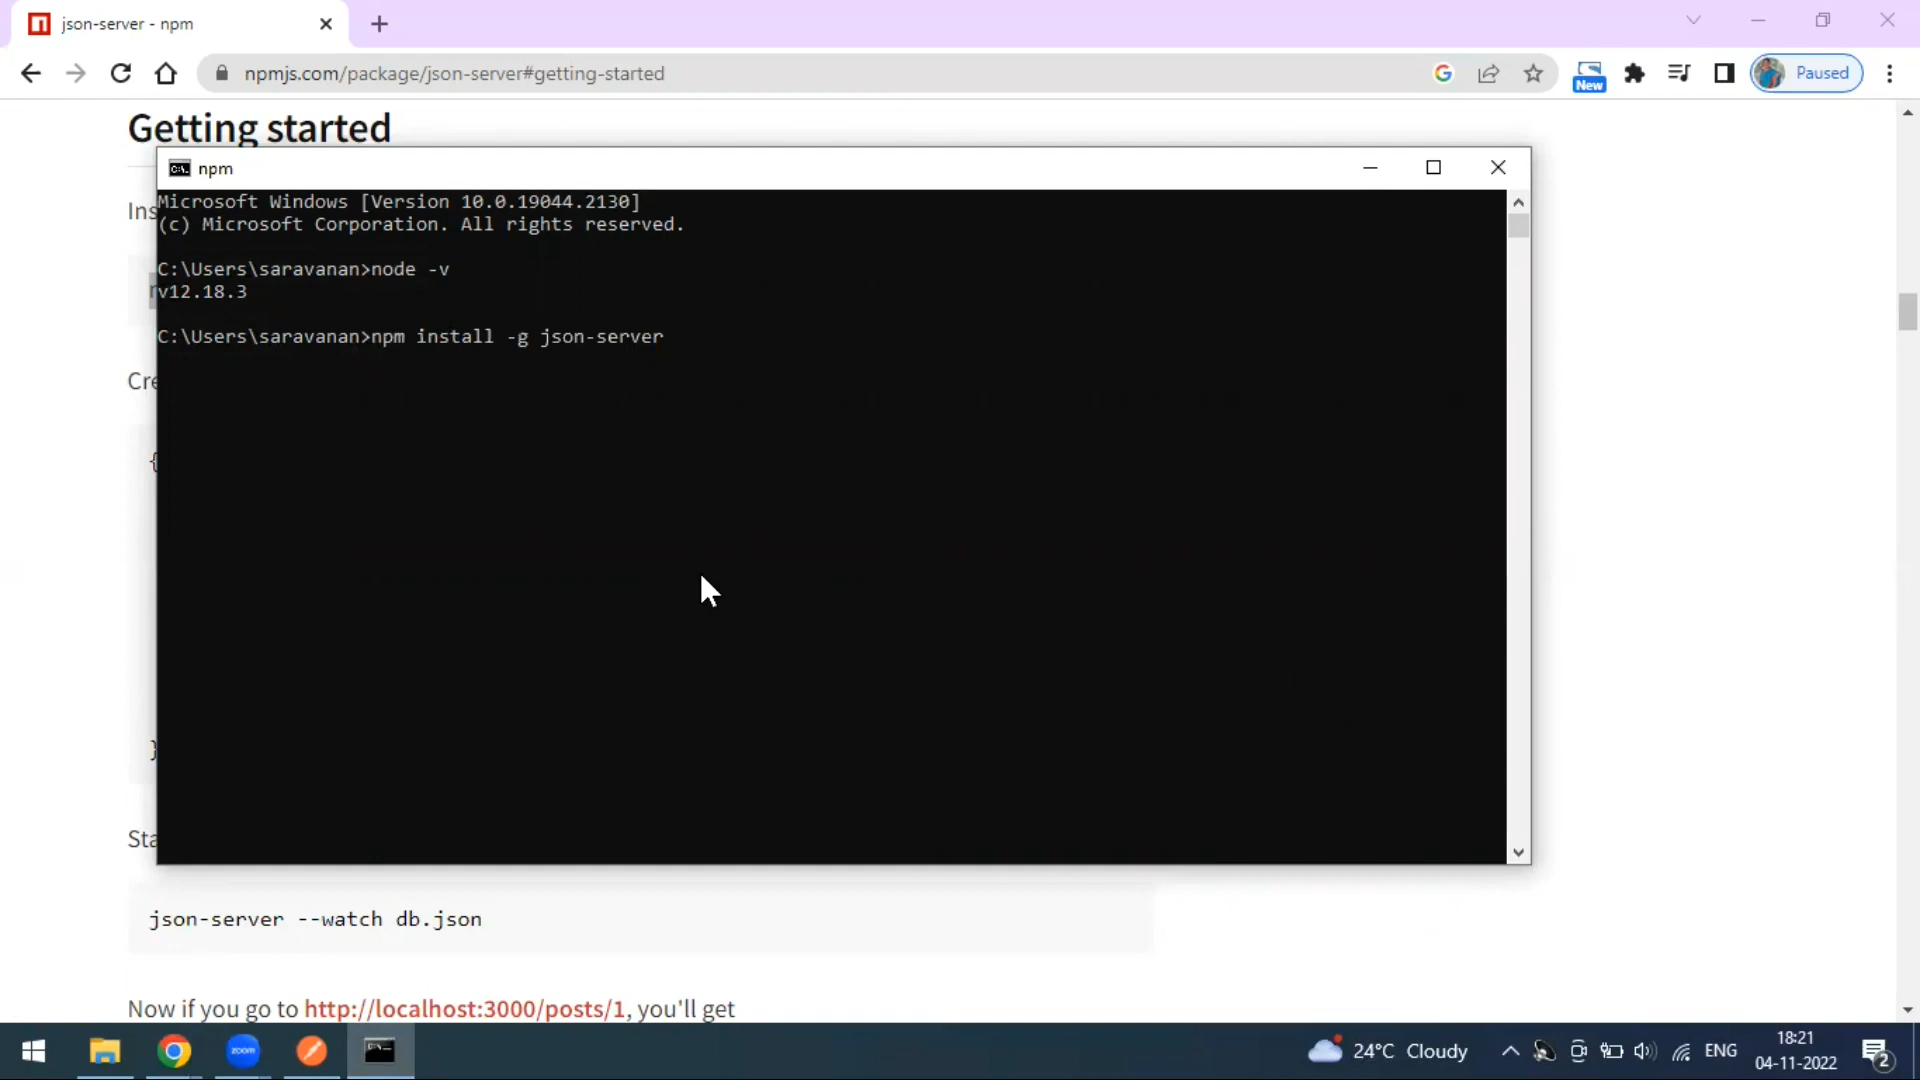 json-server - npm
npmjs.com/package/json-server#getting-started
New
Paused
Getting started
npm
Microsoft Windows [Version 10.0.19044.2130]
(c) Microsoft Corporation. All rights reserved.
Ins
C:\Users\saravanan>node -v
v12.18.3
C:\Users\saravanan>npm install -g json-server
Cre
{
}
Sta
json-server --watch db.json
Now if you go to http://localhost:3000/posts/1, you'll get
zoom
24°C Cloudy
ENG
18:21
04-11-2022
2